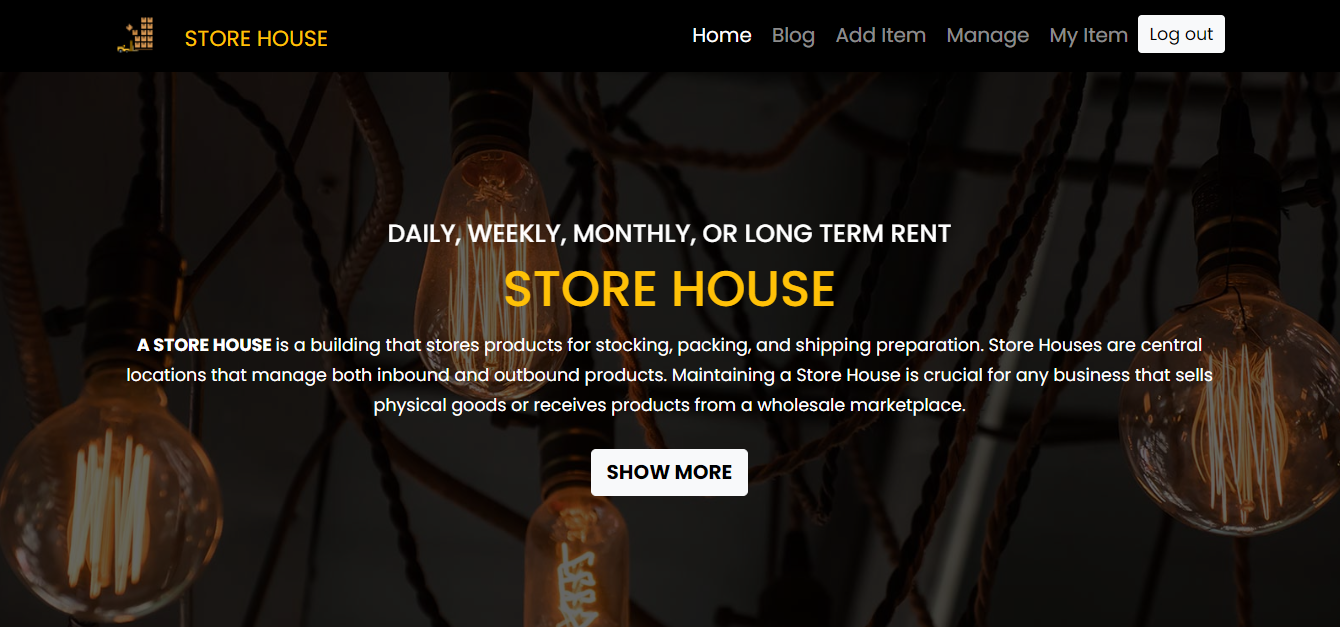 STORE HOUSE
Home Blog Add Item Manage My Item Log out
DAILY, WEEKLY, MONTHLY, OR LONG TERM RENT
STORE HOUSE
A STORE HOUSE is a building that stores products for stocking, packing, and shipping preparation. Store Houses are central
locations that manage both inbound and outbound products. Maintaining a Store House is crucial for any business that sells
physical goods or receives products from a wholesale marketplace.
SHOW MORE